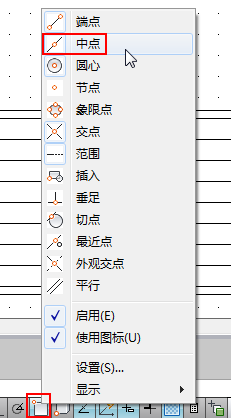 端点
中点
圆心
节点
象限点
交点
范围
插入
垂足
切点
最近点
外观交点
平行
启用(E)
使用图标(U)
设置(S)...
显示